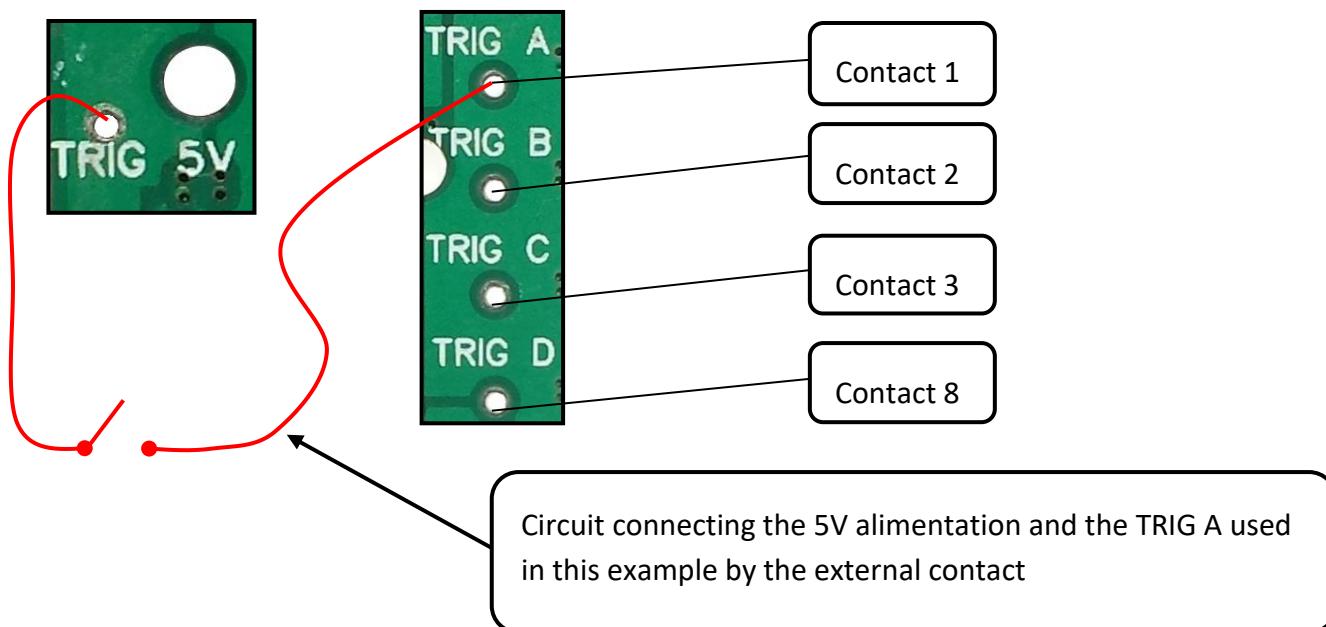 TRIG 5V
TRIG A
TRIG B
TRIG C
TRIG D
Contact 1
Contact 2
Contact 3
Contact 8
Circuit connecting the 5V alimentation and the TRIG A used
in this example by the external contact